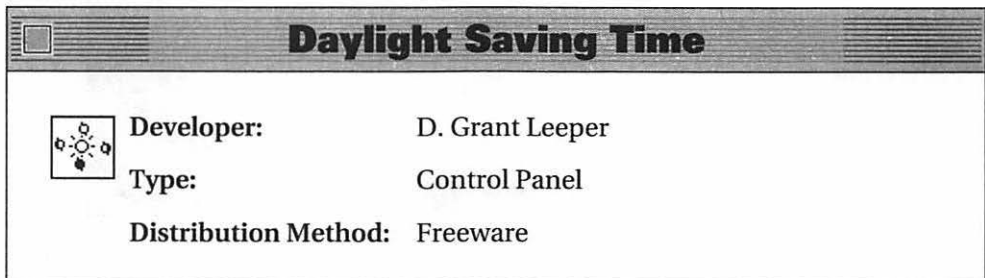 Daylight Saving Time
Developer: D. Grant Leeper
Type: Control Panel
Distribution Method: Freeware